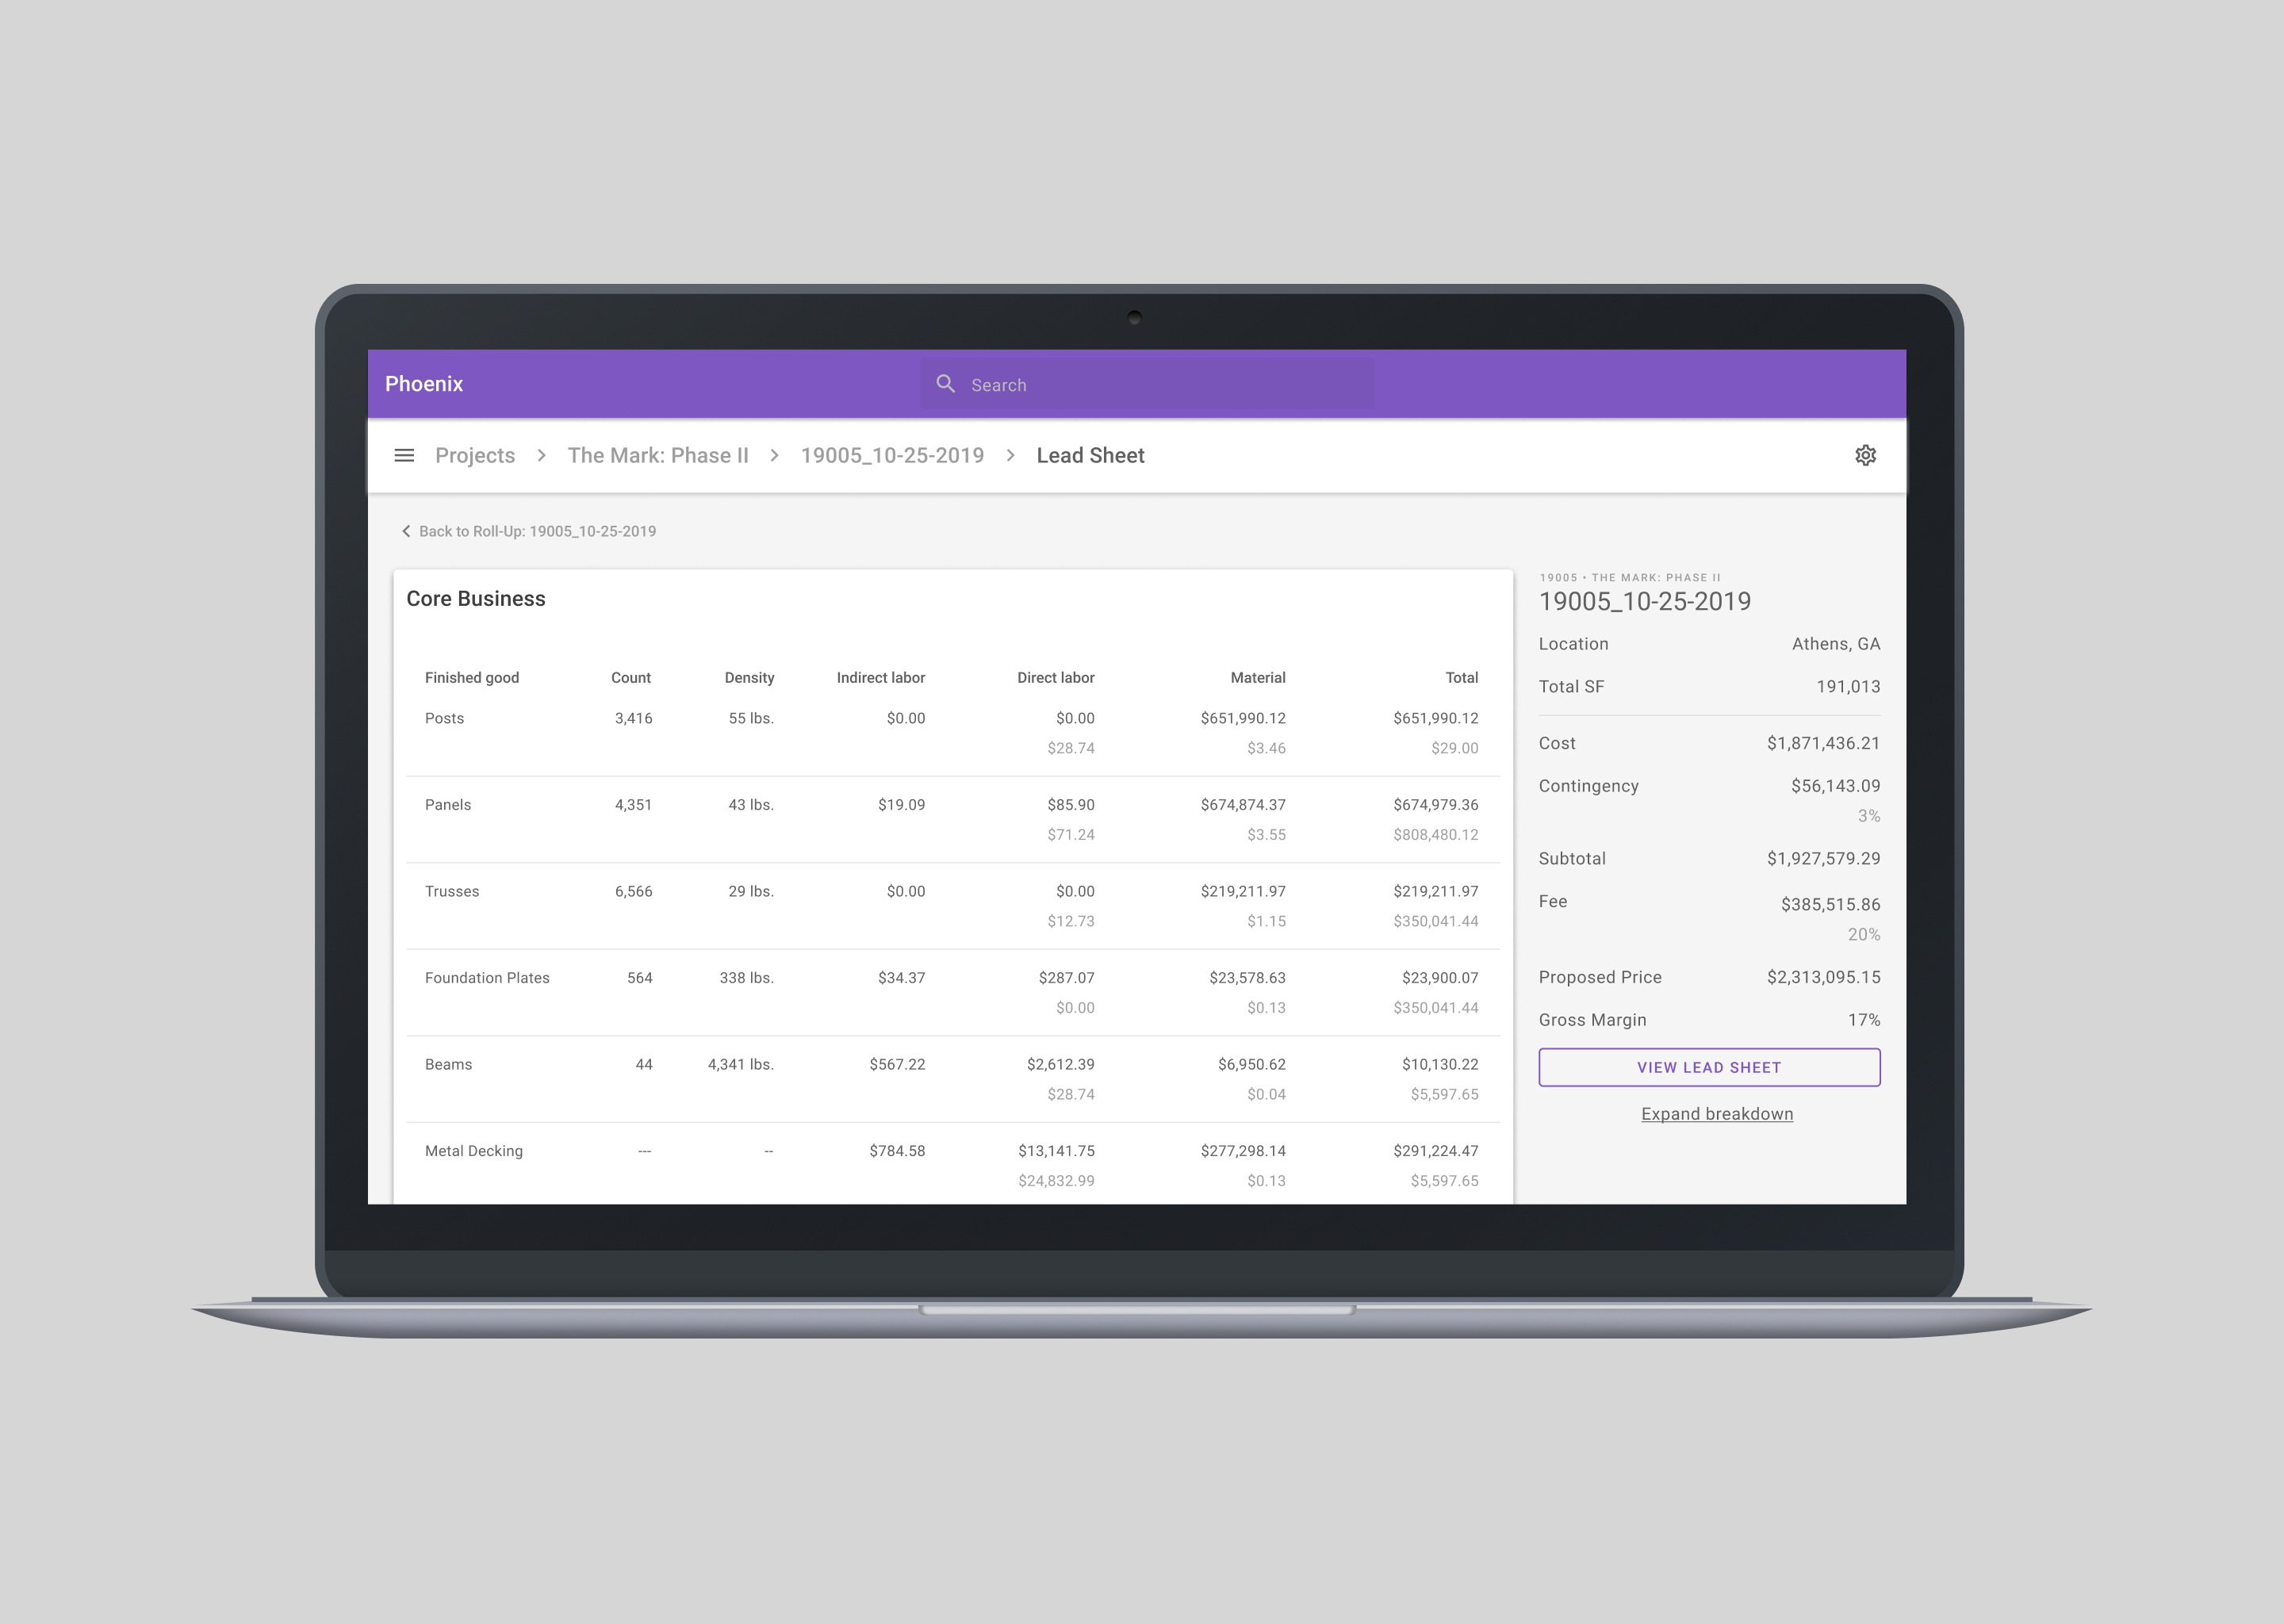 Phoenix
Search
Projects > The Mark: Phase II > 19005_10-25-2019 > Lead Sheet
Back to Roll-Up: 19005_10-25-2019
Core Business
Finished good Count Density Indirect labor Direct labor Material Total
Posts 3,416 55 lbs. $0.00 $0.00 $651,990.12 $651,990.12
$28.74 $3.46 $29.00
Panels 4,351 43 lbs. $19.09 $85.90 $674,874.37 $674,979.36
$71.24 $3.55 $808,480.12
Trusses 6,566 29 lbs. $0.00 $0.00 $219,211.97 $219,211.97
$12.73 $1.15 $350,041.44
Foundation Plates 564 338 lbs. $34.37 $287.07 $23,578.63 $23,900.07
$0.00 $0.13 $350,041.44
Beams 44 4,341 lbs. $567.22 $2,612.39 $6,950.62 $10,130.22
$28.74 $0.04 $5,597.65
Metal Decking --- -- $784.58 $13,141.75 $277,298.14 $291,224.47
$24,832.99 $0.13 $5,597.65
19005 • THE MARK: PHASE II
19005_10-25-2019
Location Athens, GA
Total SF 191,013
Cost $1,871,436.21
Contingency $56,143.09
3%
Subtotal $1,927,579.29
Fee $385,515.86
20%
Proposed Price $2,313,095.15
Gross Margin 17%
VIEW LEAD SHEET
Expand breakdown